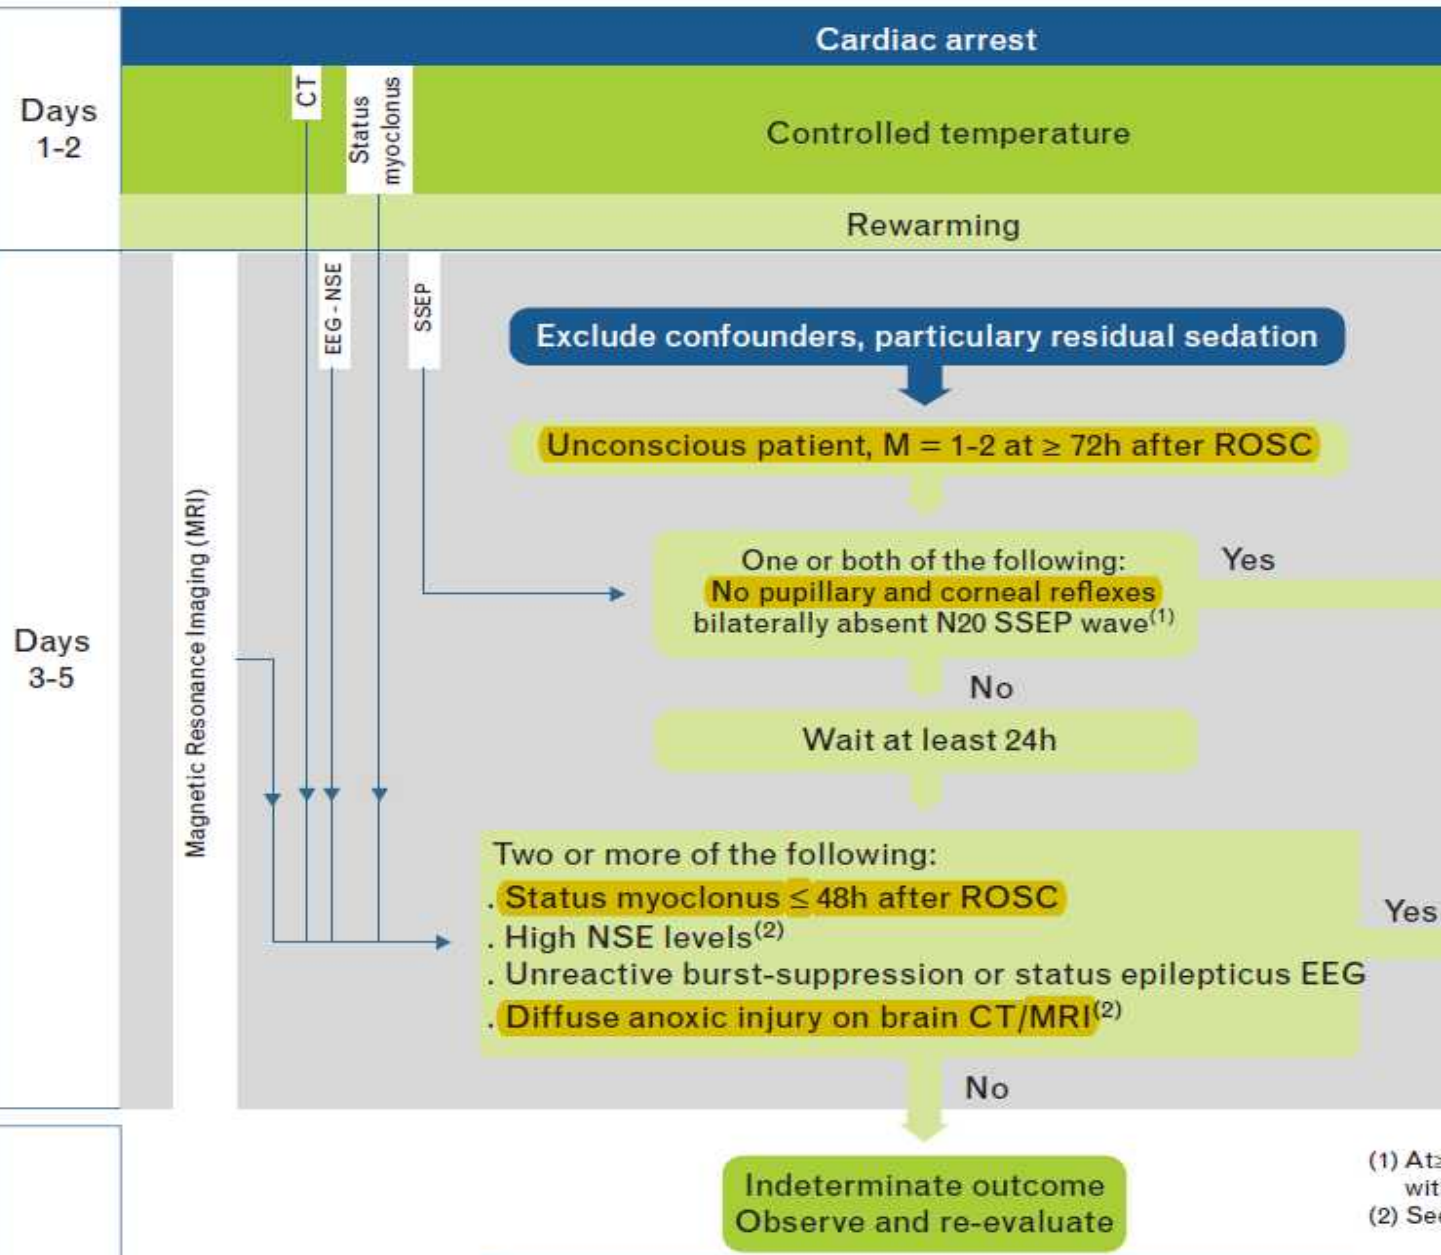 Cardiac arrest
Days
1-2
CT
Status
myoclonus
Controlled temperature
Rewarming
Days
3-5
Magnetic Resonance Imaging (MRI)
EEG - NSE
SSEP
Exclude confounders, particulary residual sedation
Unconscious patient, M = 1-2 at ≥ 72h after ROSC
One or both of the following:
No pupillary and corneal reflexes
bilaterally absent N20 SSEP wave(1)
Yes
No
Wait at least 24h
Two or more of the following:
. Status myoclonus ≤ 48h after ROSC
. High NSE levels(2)
. Unreactive burst-suppression or status epilepticus EEG
. Diffuse anoxic injury on brain CT/MRI(2)
Yes
No
Indeterminate outcome
Observe and re-evaluate
(1) At
(2)